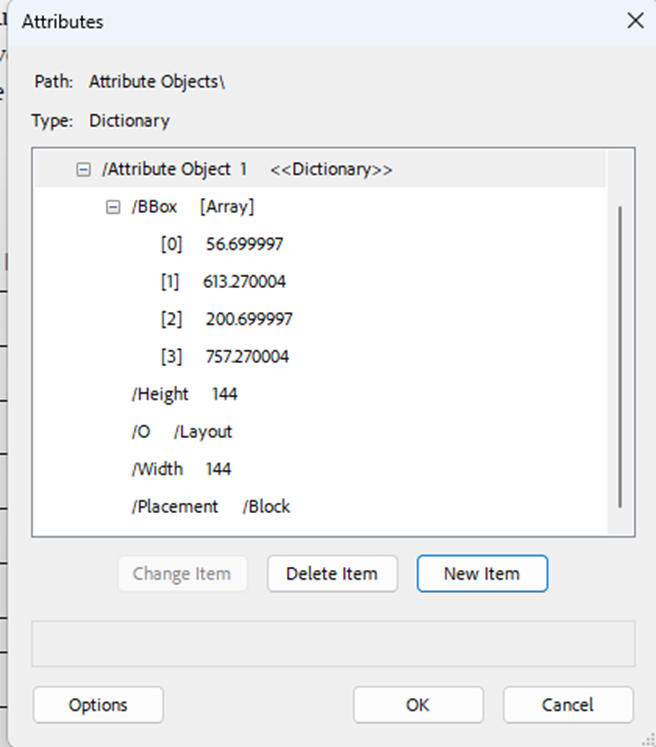 Attributes
Path: Attribute Objects\
Type: Dictionary
/Attribute Object 1 <<Dictionary>>
/BBox [Array]
[0] 56.699997
[1] 613.270004
[2] 200.699997
[3] 757.270004
/Height 144
/O /Layout
/Width 144
/Placement /Block
Change Item Delete Item New Item
Options OK Cancel